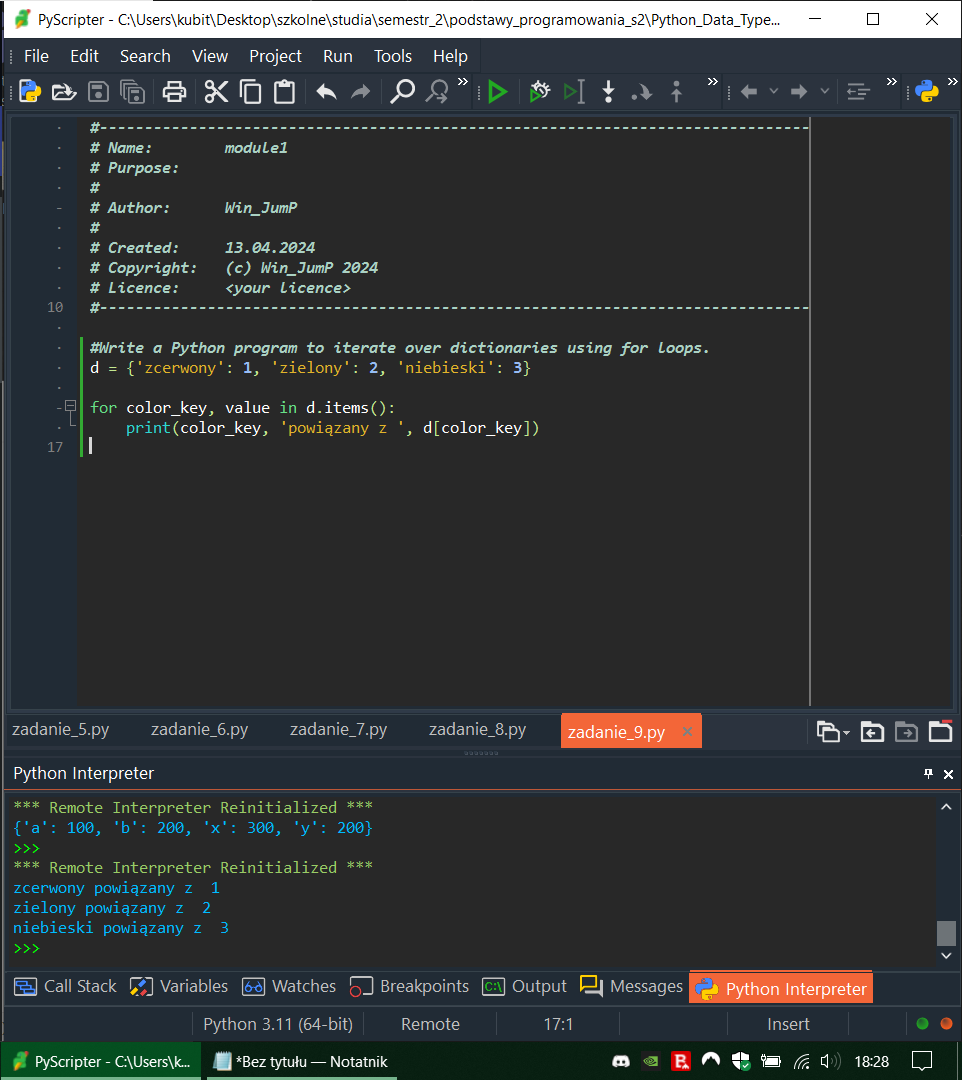 PyScripter - C:\Users\kubit\Desktop\szkolne\studia\semestr_2\podstawy_programowania_s2\Python_Data_Type...
File Edit Search View Project Run Tools Help
#-------------------------------------------------------------------------------
# Name:        module1
# Purpose:
#
# Author:      Win_JumP
#
# Created:     13.04.2024
# Copyright:   (c) Win_JumP 2024
# Licence:     <your licence>
10 #-------------------------------------------------------------------------------
#Write a Python program to iterate over dictionaries using for loops.
d = {'zcerwony': 1, 'zielony': 2, 'niebieski': 3}
for color_key, value in d.items():
    print(color_key, 'powiązany z ', d[color_key])
17
zadanie_5.py zadanie_6.py zadanie_7.py zadanie_8.py zadanie_9.py
Python Interpreter
*** Remote Interpreter Reinitialized ***
{'a': 100, 'b': 200, 'x': 300, 'y': 200}
>>>
*** Remote Interpreter Reinitialized ***
zcerwony powiązany z  1
zielony powiązany z  2
niebieski powiązany z  3
>>>
Call Stack Variables Watches Breakpoints Output Messages Python Interpreter
Python 3.11 (64-bit) Remote 17:1 Insert
PyScripter - C:\Users\k... *Bez tytułu — Notatnik 18:28